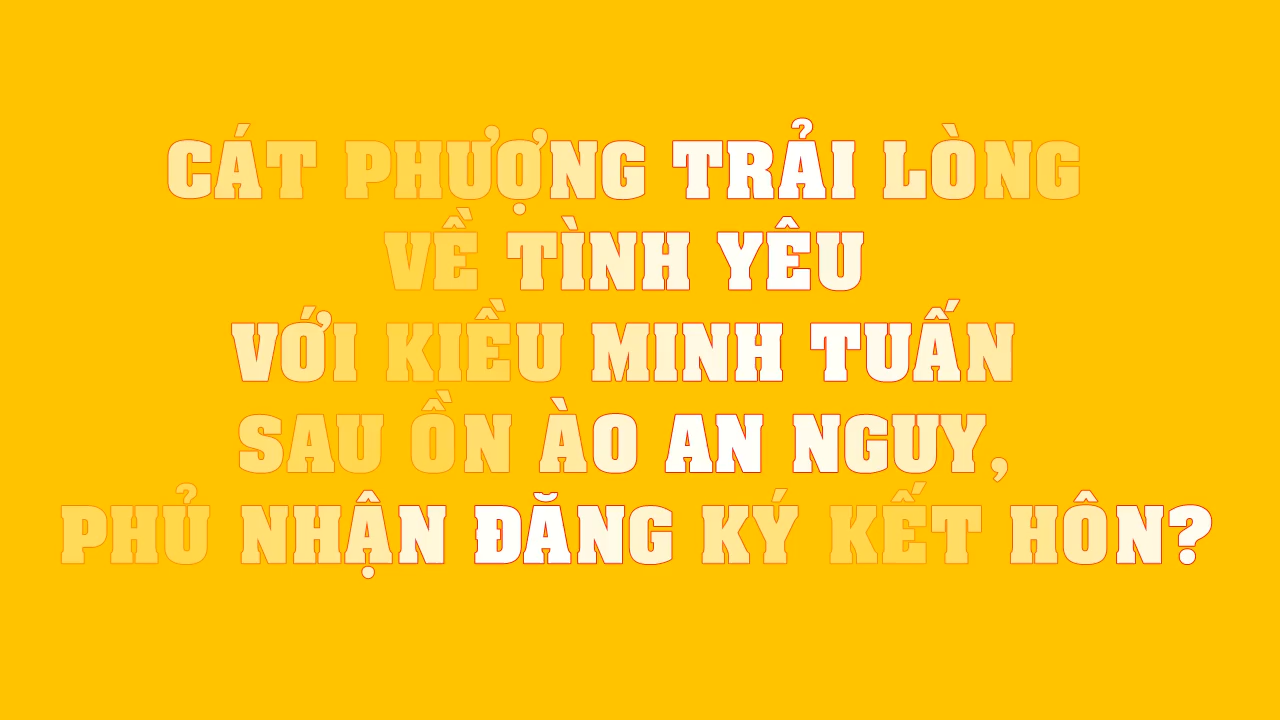 CÁT PHƯỢNG TRẢI LÒNG
VỀ TÌNH YÊU
VỚI KIỀU MINH TUẤN
SAU ỒN ÀO AN NGUY,
PHỦ NHẬN ĐĂNG KÝ KẾT HÔN?